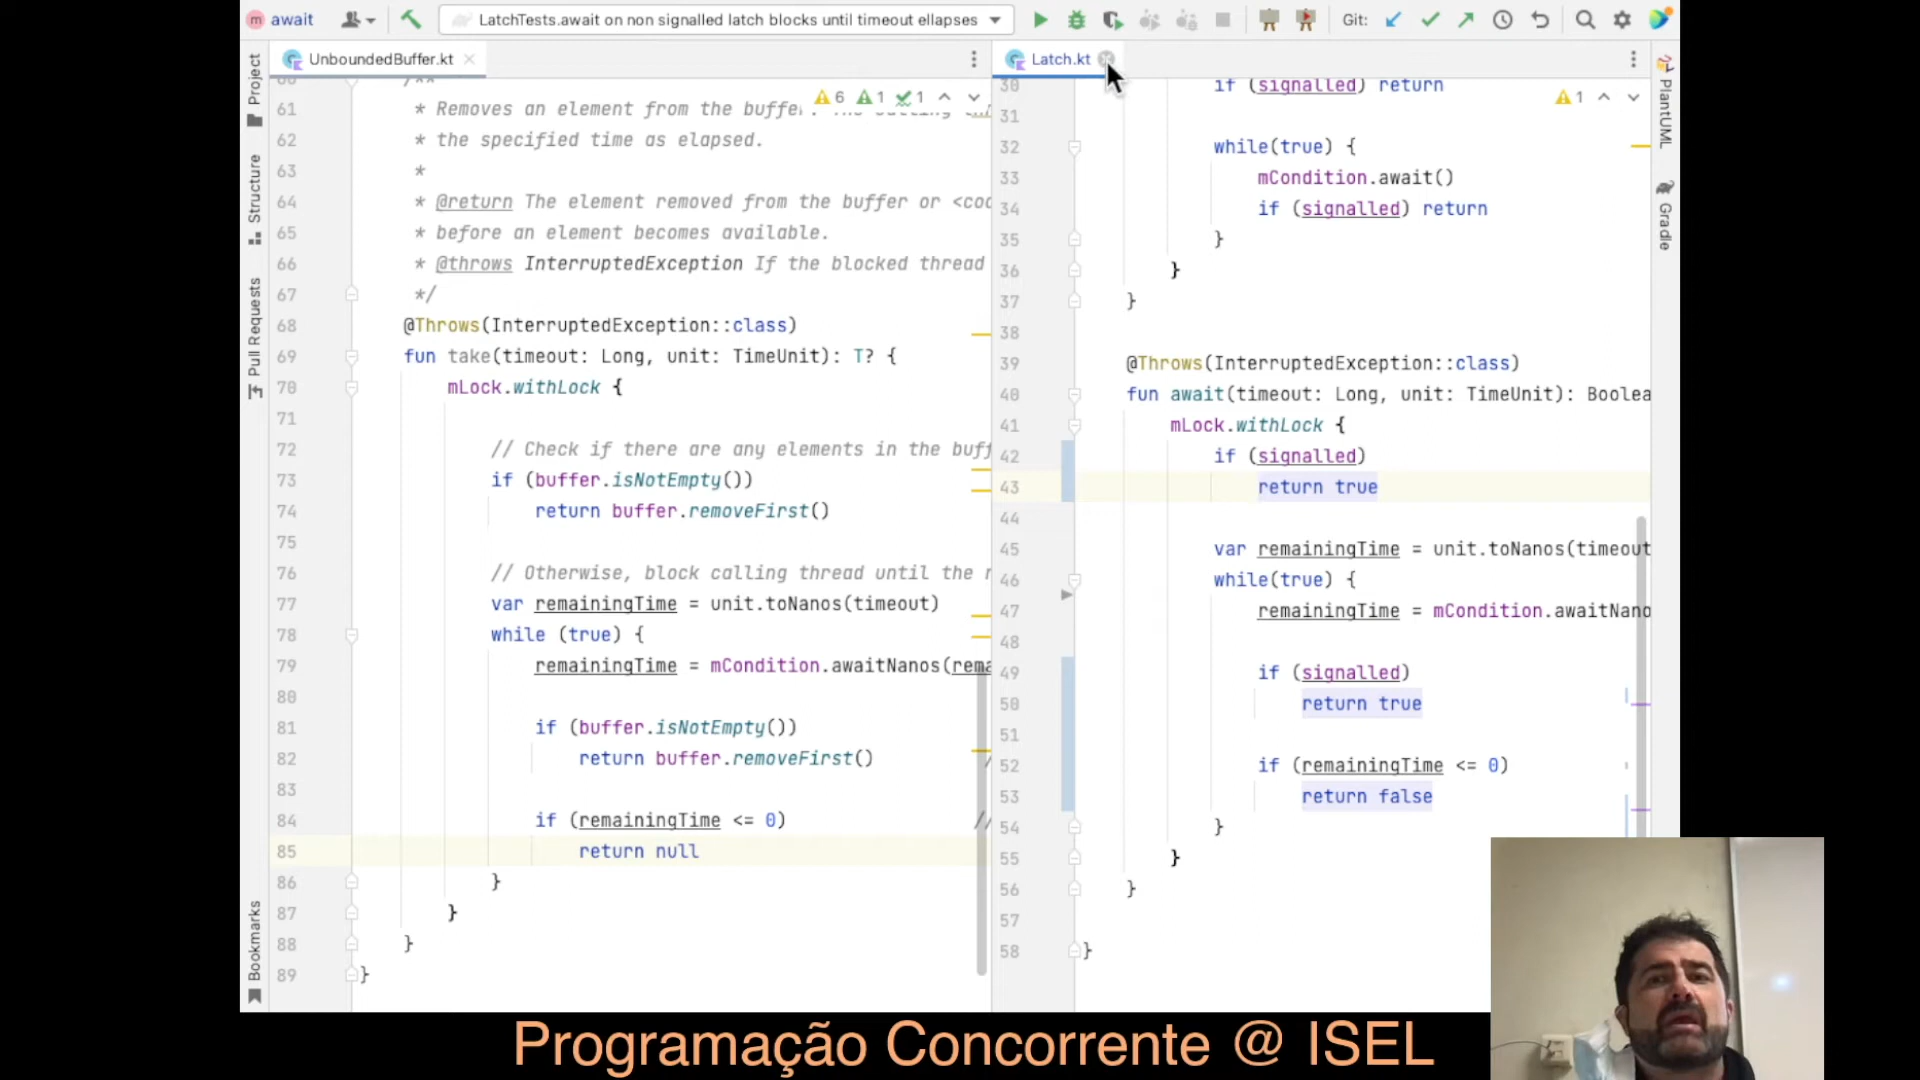 await
LatchTests.await on non signalled latch blocks until timeout ellapses
Git:
Project
Structure
Pull Requests
Bookmarks
UnboundedBuffer.kt
6 1 1
61 * Removes an element from the buffer
62 * the specified time as elapsed.
63 *
64 * @return The element removed from the buffer or <coo
65 * before an element becomes available.
66 * @throws InterruptedException If the blocked thread
67 */
68 @Throws(InterruptedException::class)
69 fun take(timeout: Long, unit: TimeUnit): T? {
70 mLock.withLock {
71
72 // Check if there are any elements in the buff
73 if (buffer.isNotEmpty())
74 return buffer.removeFirst()
75
76 // Otherwise, block calling thread until the
77 var remainingTime = unit.toNanos(timeout)
78 while (true) {
79 remainingTime = mCondition.awaitNanos(rema
80
81 if (buffer.isNotEmpty())
82 return buffer.removeFirst()
83
84 if (remainingTime <= 0) //
85 return null
86 }
87 }
88 }
89 }
Latch.kt
1
30 if (signalled) return
31
32 while(true) {
33 mCondition.await()
34 if (signalled) return
35 }
36 }
37 }
38
39 @Throws(InterruptedException::class)
40 fun await(timeout: Long, unit: TimeUnit): Boolea
41 mLock.withLock {
42 if (signalled)
43 return true
44
45 var remainingTime = unit.toNanos(timeout
46 while(true) {
47 remainingTime = mCondition.awaitNano
48
49 if (signalled)
50 return true
51
52 if (remainingTime <= 0)
53 return false
54 }
55 }
56 }
57
58 }
PlantUML
Gradle
Programação Concorrente @ ISEL